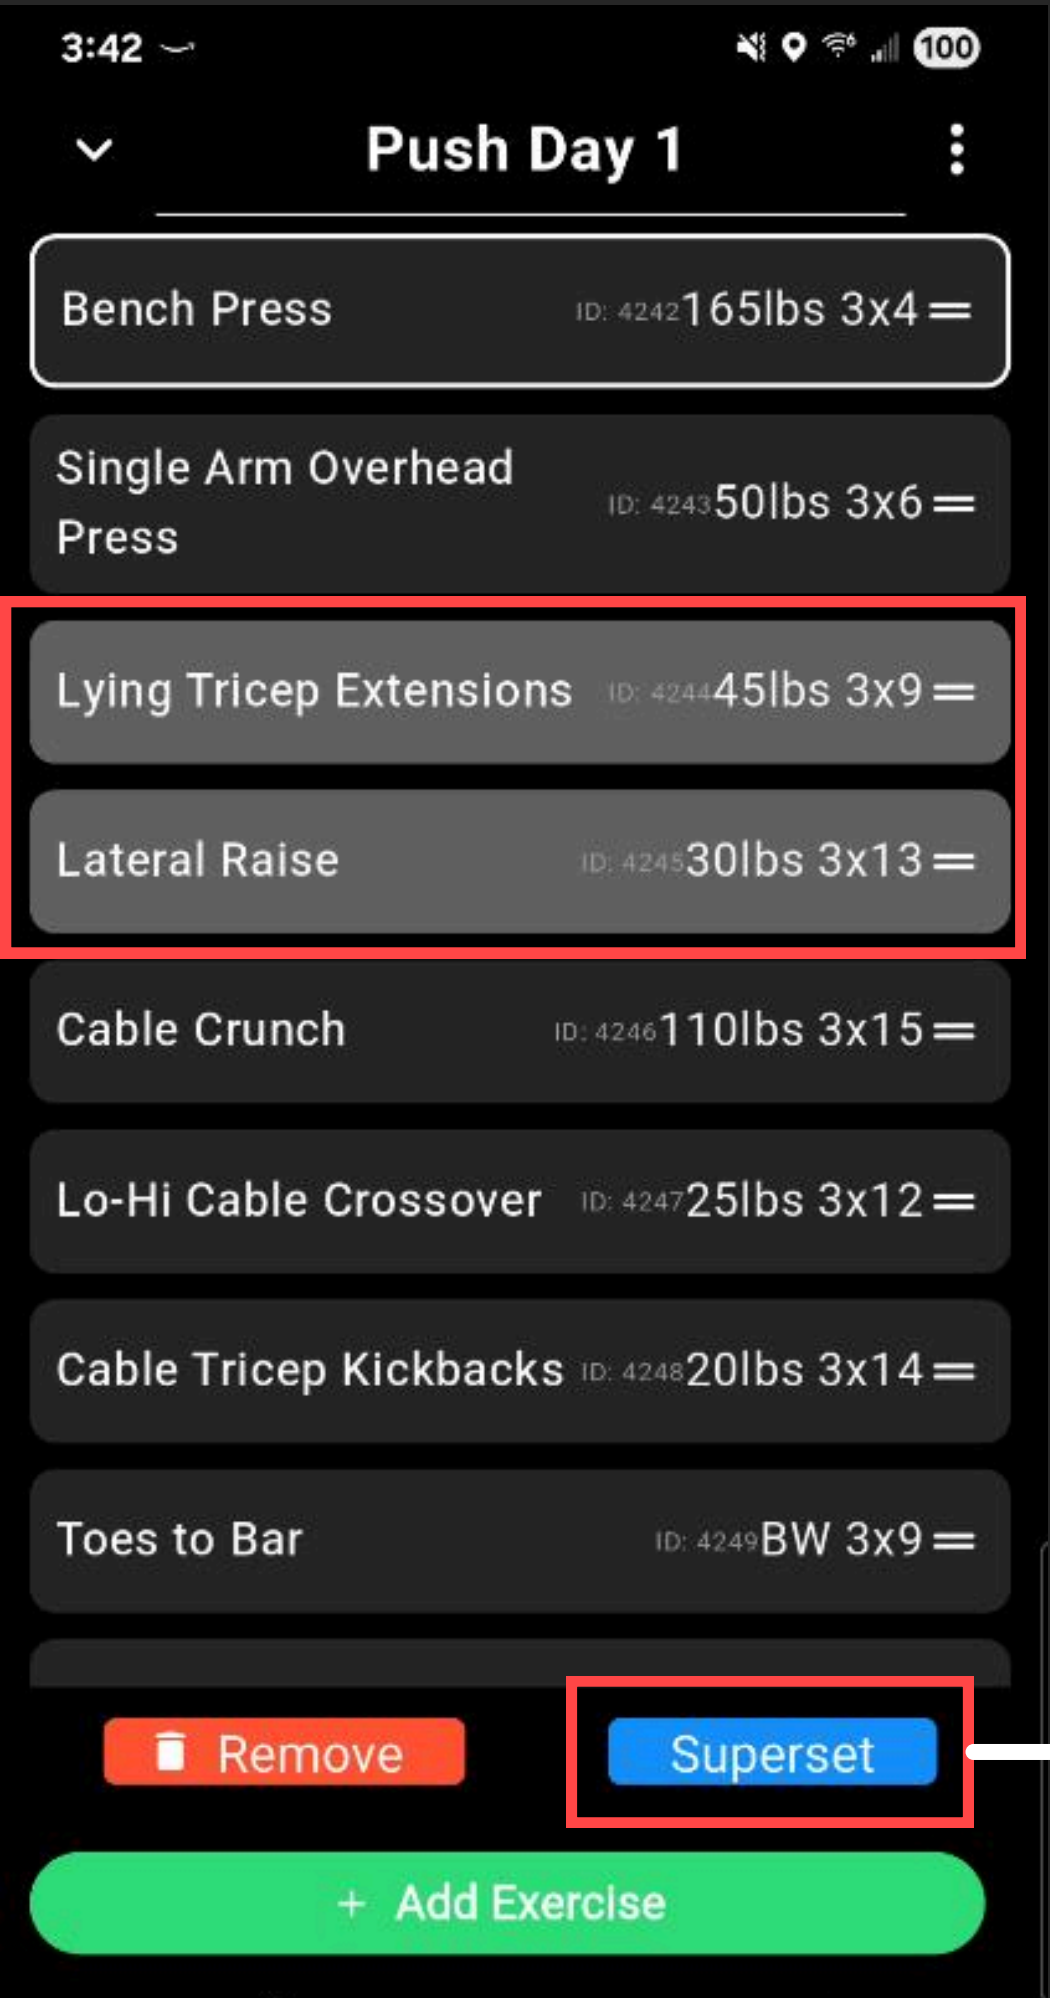 3:42 100
Push Day 1
Bench Press ID: 4242 165lbs 3x4
Single Arm Overhead
Press ID: 4243 50lbs 3x6
Lying Tricep Extensions ID: 4244 45lbs 3x9
Lateral Raise ID: 4245 30lbs 3x13
Cable Crunch ID: 4246 110lbs 3x15
Lo-Hi Cable Crossover ID: 4247 25lbs 3x12
Cable Tricep Kickbacks ID: 4248 20lbs 3x14
Toes to Bar ID: 4249 BW 3x9
Remove Superset
+ Add Exercise